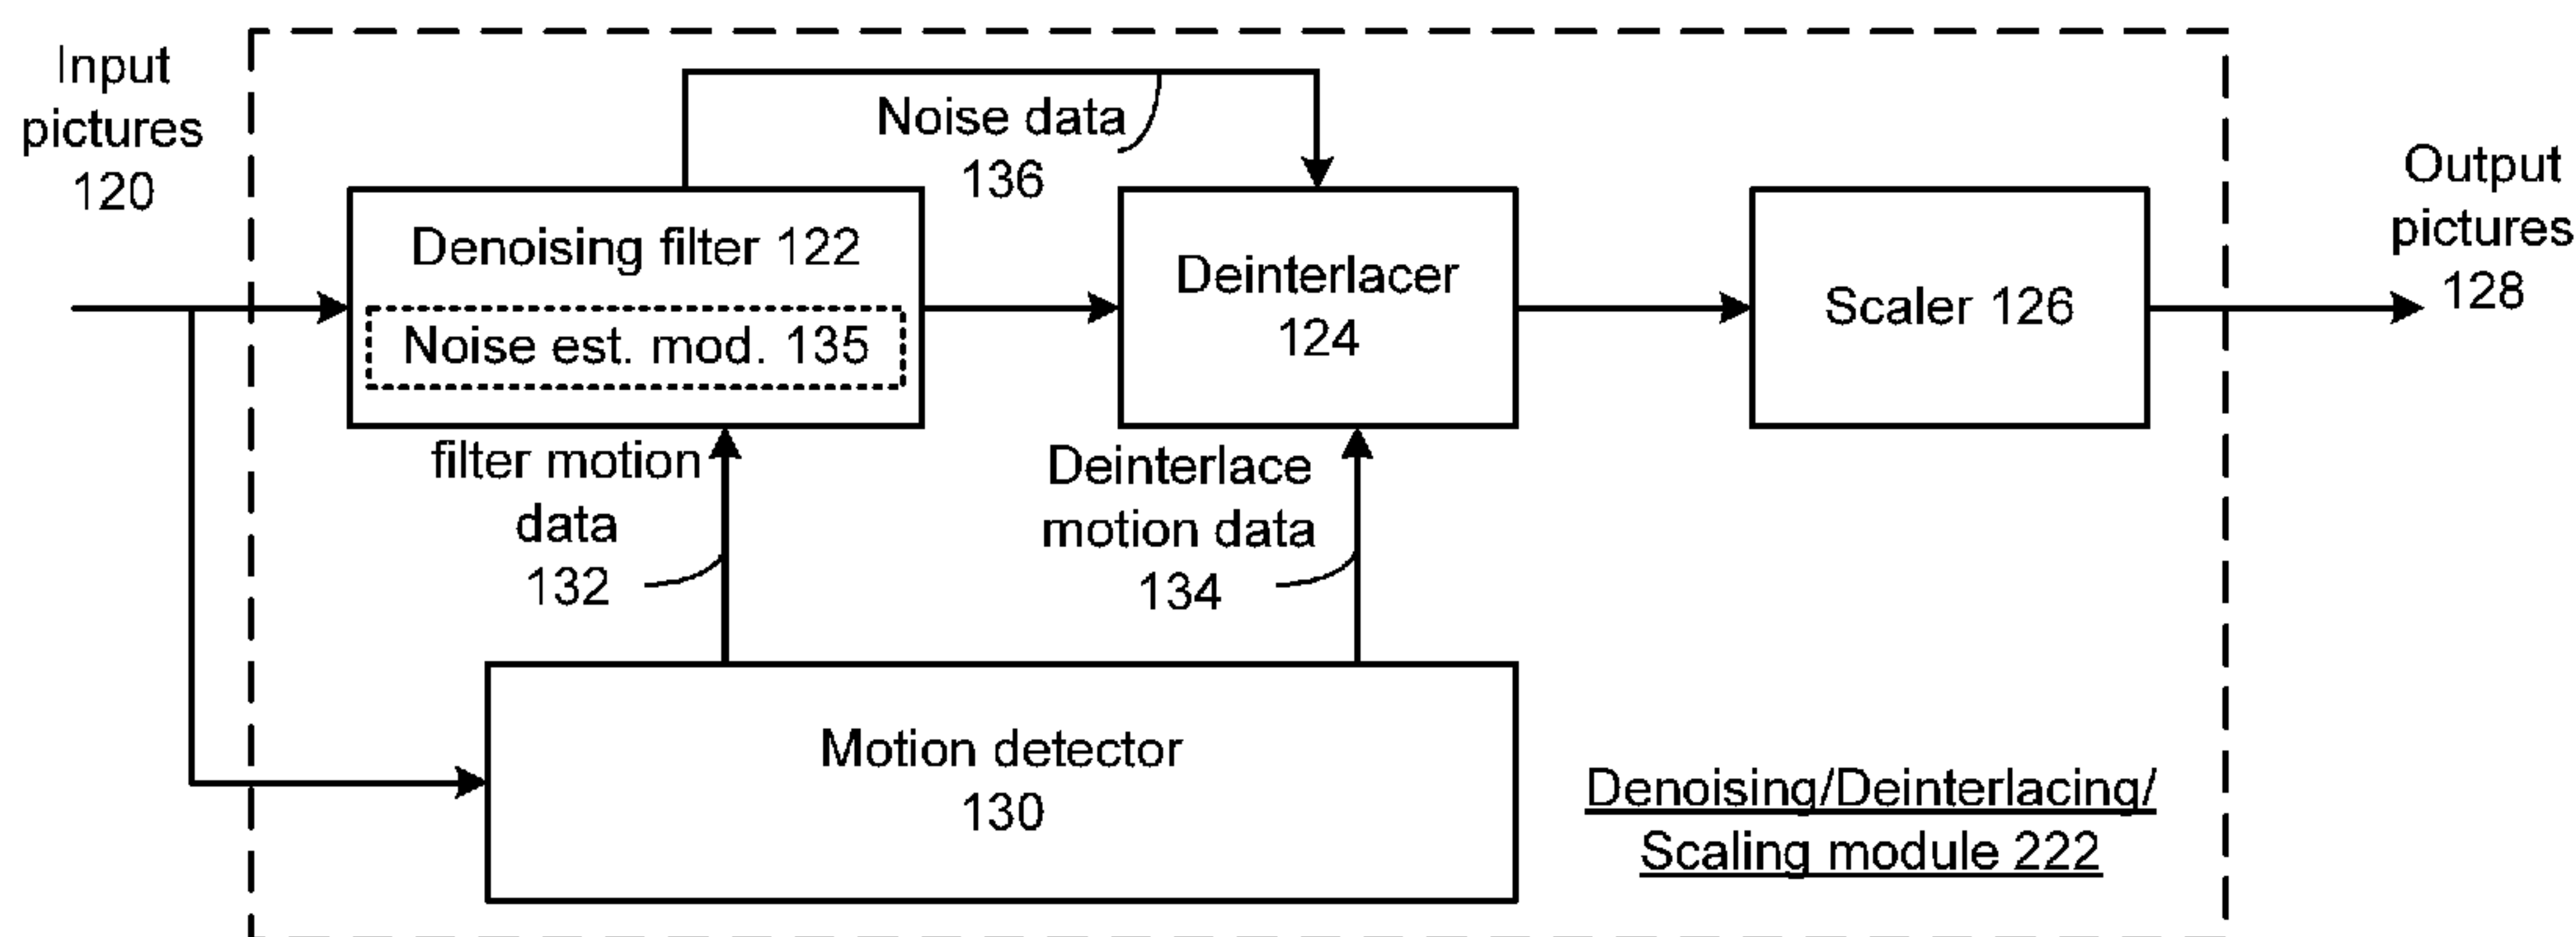 Input
pictures
120
Noise data
136
Output
pictures
128
Denoising filter 122
Noise est. mod. 135
Deinterlacer
124
Scaler 126
filter motion
data
132
Deinterlace
motion data
134
Motion detector
130
Denoising/Deinterlacing/
Scaling module 222